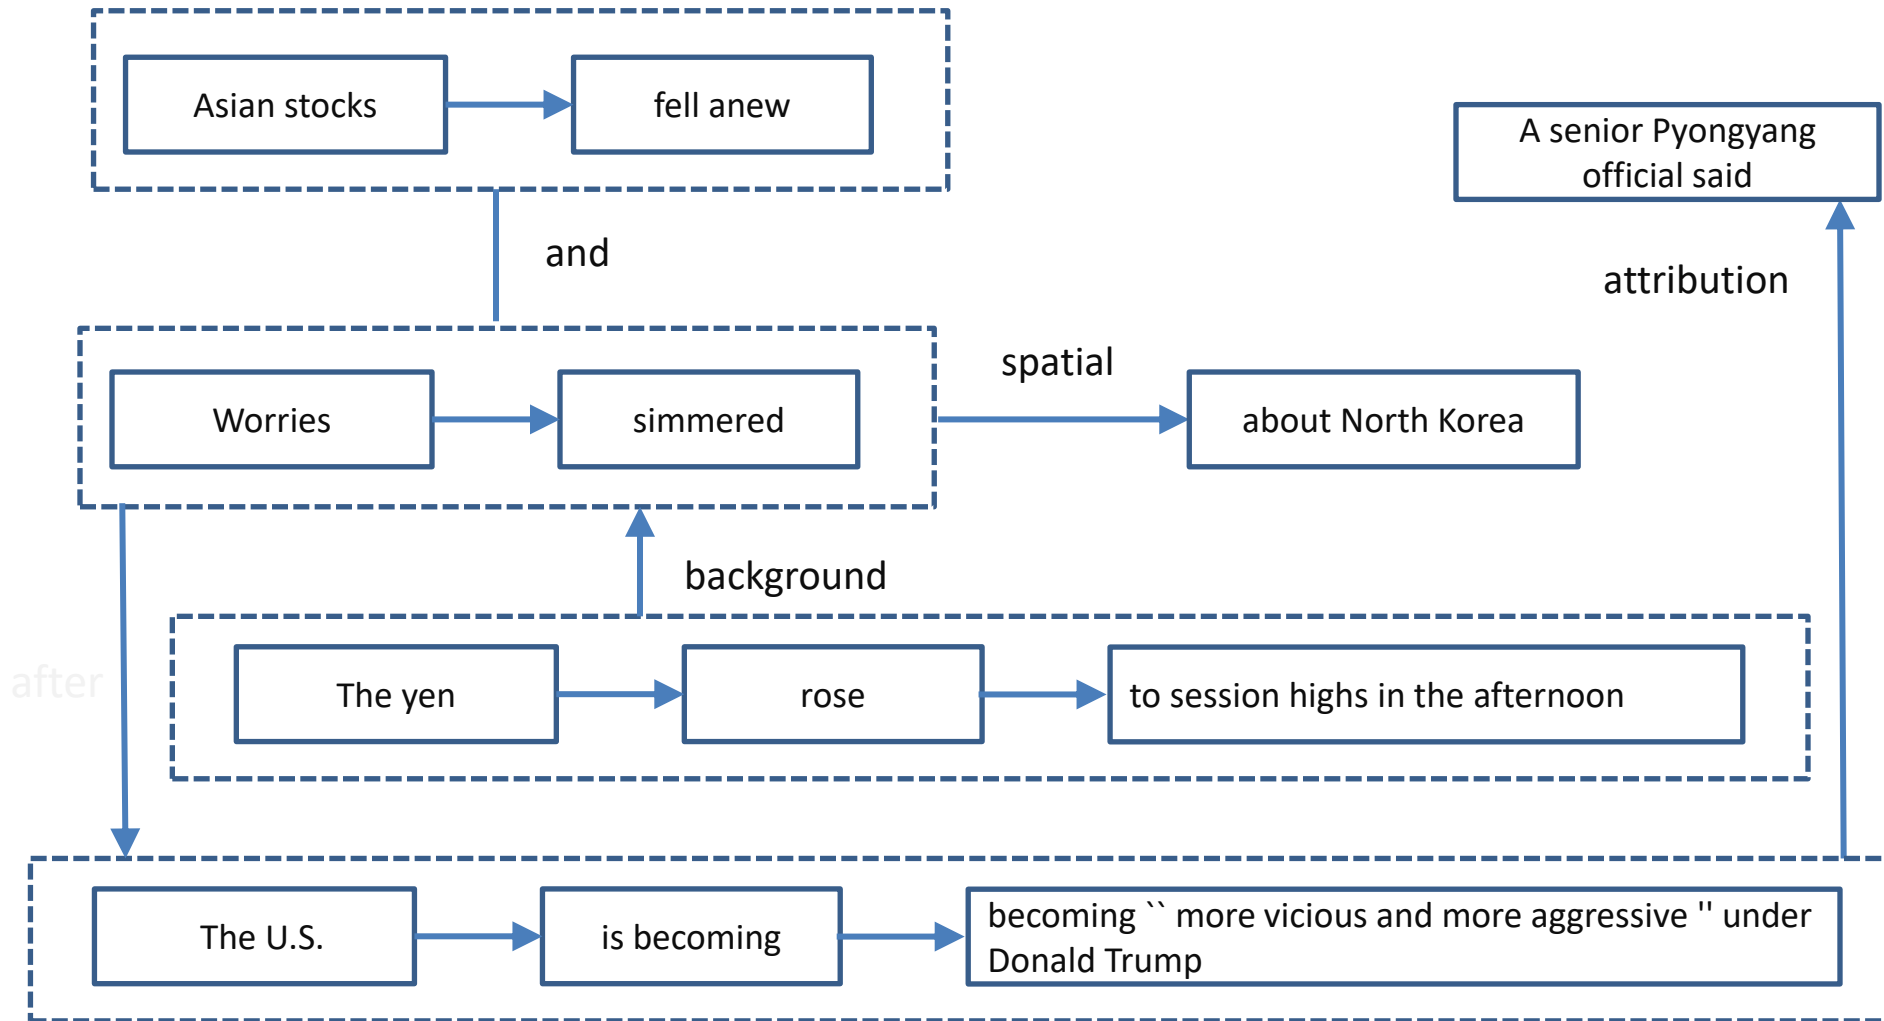 Asian stocks
fell anew
A senior Pyongyang
official said
and
attribution
spatial
Worries
simmered
about North Korea
background
after
The yen
rose
to session highs in the afternoon
The U.S.
is becoming
becoming `` more vicious and more aggressive '' under
Donald Trump